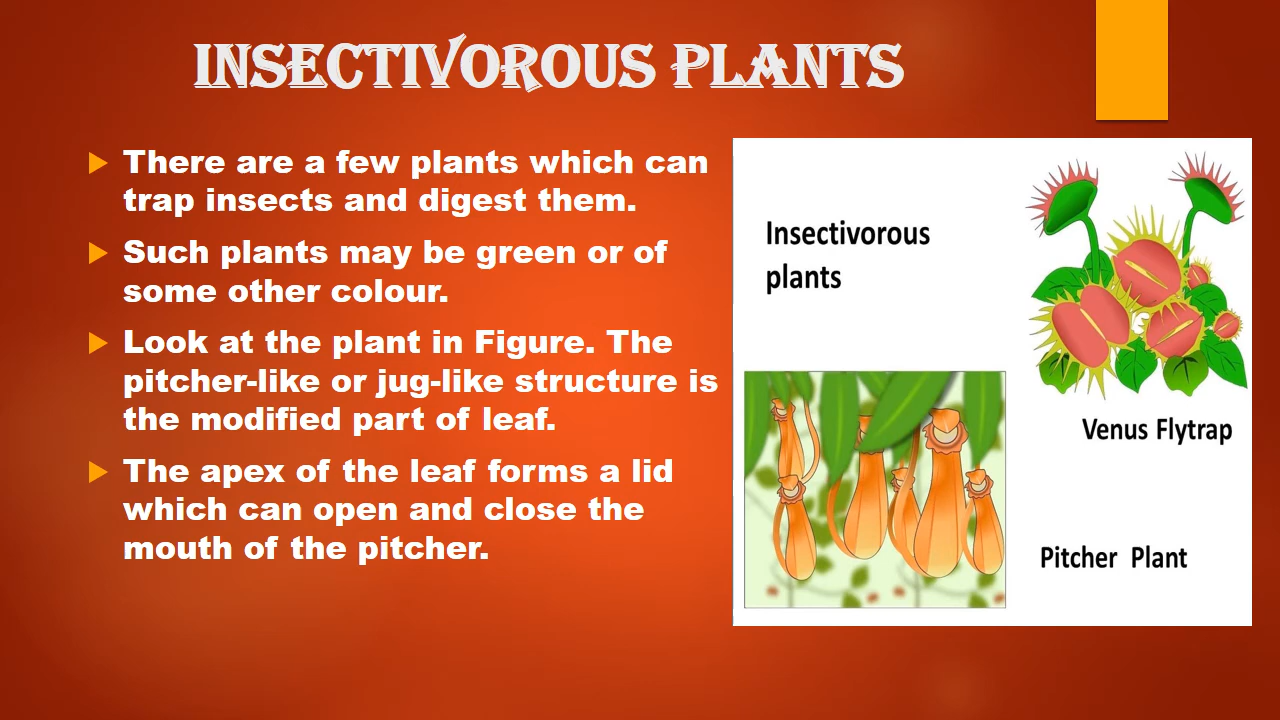 INSECTIVOROUS PLANTS
There are a few plants which can
trap insects and digest them.
Such plants may be green or of
some other colour.
Look at the plant in Figure. The
pitcher-like or jug-like structure is
the modified part of leaf.
The apex of the leaf forms a lid
which can open and close the
mouth of the pitcher.
Insectivorous
plants
Venus Flytrap
Pitcher Plant